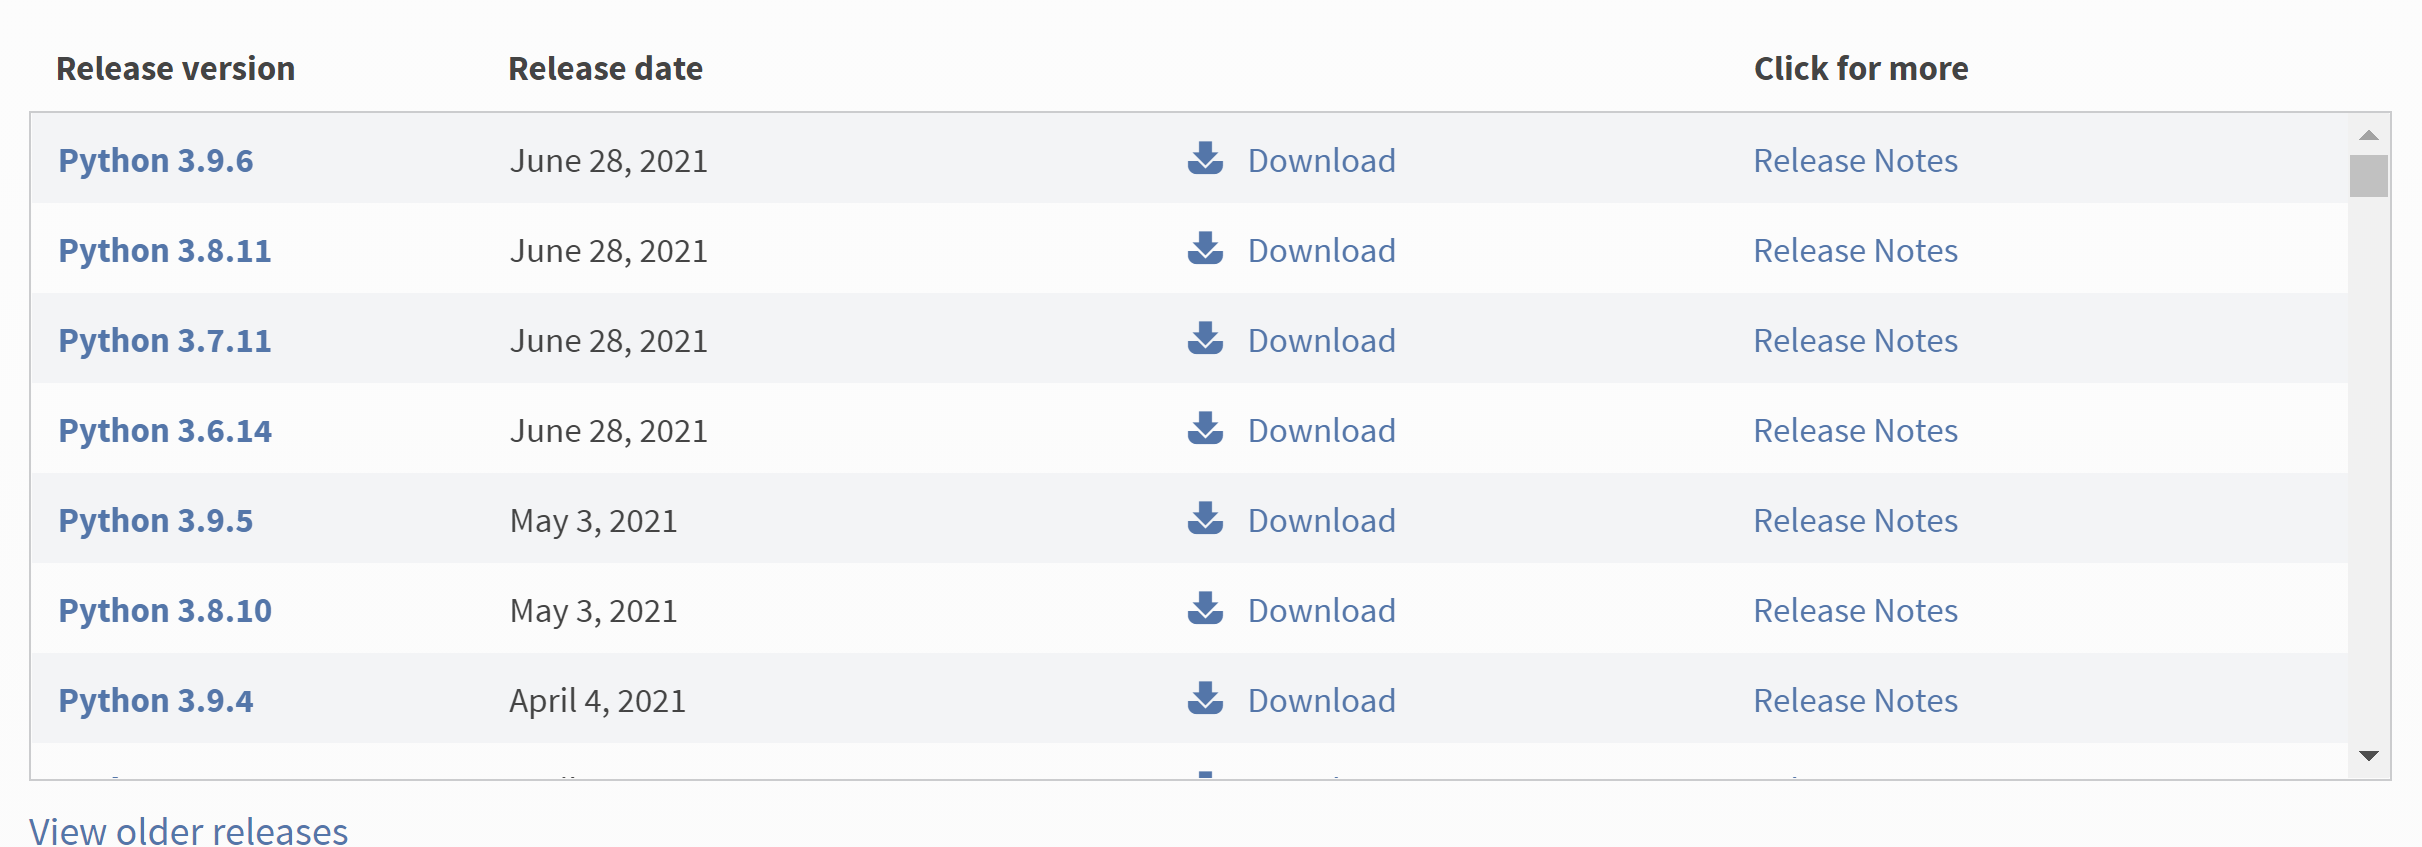 Release version Release date Click for more
Python 3.9.6 June 28, 2021 Download Release Notes
Python 3.8.11 June 28, 2021 Download Release Notes
Python 3.7.11 June 28, 2021 Download Release Notes
Python 3.6.14 June 28, 2021 Download Release Notes
Python 3.9.5 May 3, 2021 Download Release Notes
Python 3.8.10 May 3, 2021 Download Release Notes
Python 3.9.4 April 4, 2021 Download Release Notes
View older releases